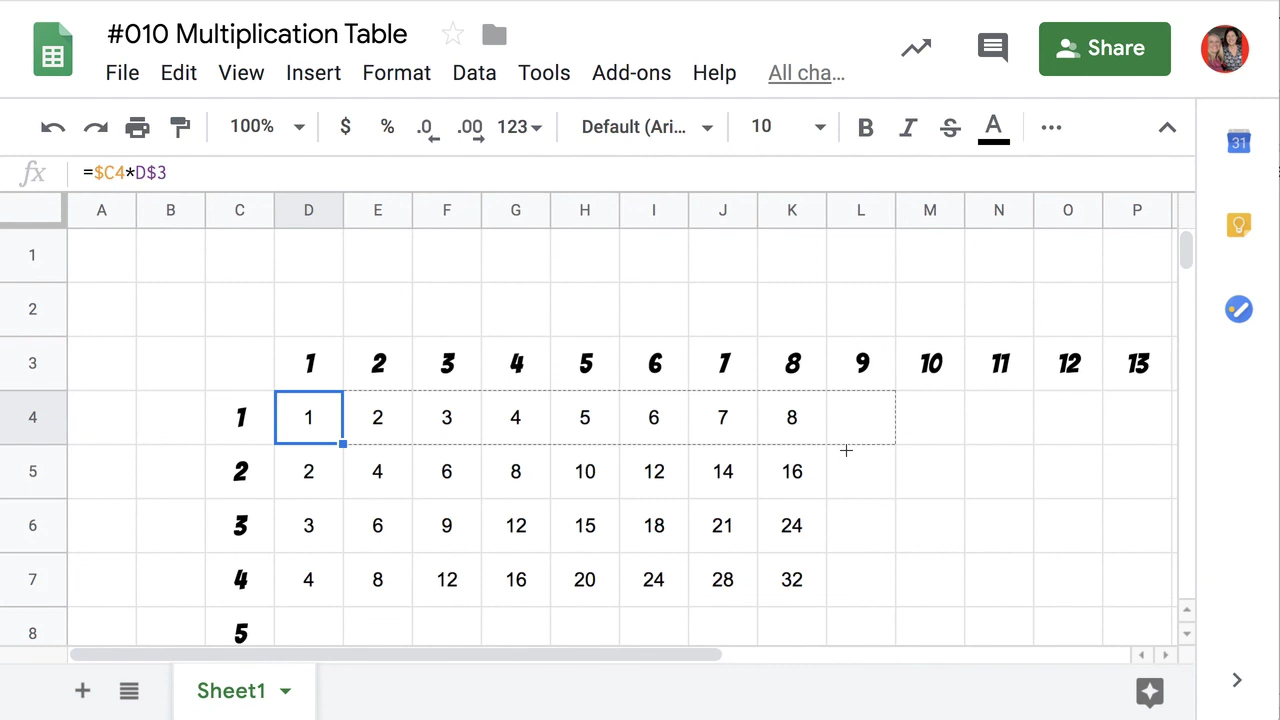 #010 Multiplication Table
File Edit View Insert Format Data Tools Add-ons Help All cha…
Share
100% $ % .0 .00 123 Default (Ari... 10 B I S A
31
fx =$C4*D$3
A B C D E F G H I J K L M N O P
1
2
3 1 2 3 4 5 6 7 8 9 10 11 12 13
4 1 1 2 3 4 5 6 7 8
5 2 2 4 6 8 10 12 14 16
6 3 3 6 9 12 15 18 21 24
7 4 4 8 12 16 20 24 28 32
8 5
Sheet1